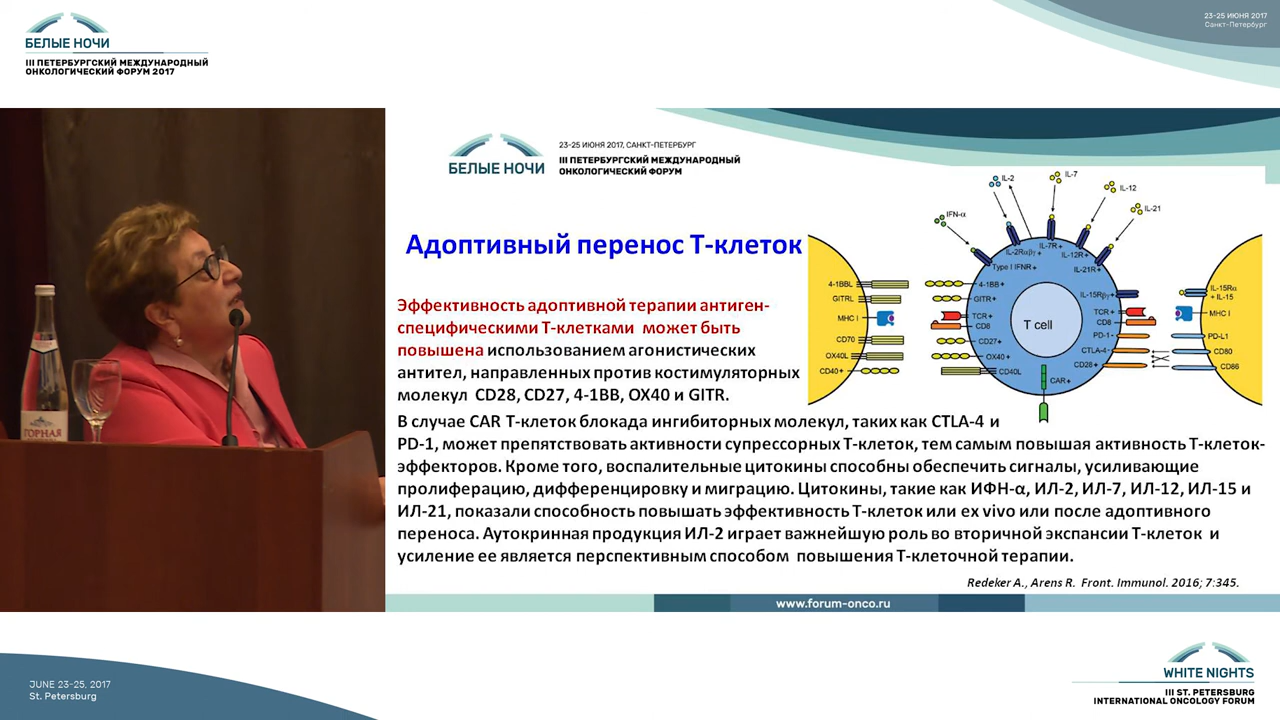 БЕЛЫЕ НОЧИ
III ПЕТЕРБУРГСКИЙ МЕЖДУНАРОДНЫЙ
ОНКОЛОГИЧЕСКИЙ ФОРУМ 2017
23-25 ИЮНЯ 2017
Санкт-Петербург
БЕЛЫЕ НОЧИ
23-25 ИЮНЯ 2017, САНКТ-ПЕТЕРБУРГ
III ПЕТЕРБУРГСКИЙ МЕЖДУНАРОДНЫЙ
ОНКОЛОГИЧЕСКИЙ ФОРУМ
Адоптивный перенос Т-клеток
Эффективность адоптивной терапии антиген-
специфическими Т-клетками может быть
повышена использованием агонистических
антител, направленных против костимуляторных
молекул CD28, CD27, 4-1BB, OX40 и GITR.
В случае CAR Т-клеток блокада ингибиторных молекул, таких как CTLA-4 и
PD-1, может препятствовать активности супрессорных Т-клеток, тем самым повышая активность Т-клеток-
эффекторов. Кроме того, воспалительные цитокины способны обеспечить сигналы, усиливающие
пролиферацию, дифференцировку и миграцию. Цитокины, такие как ИФН-α, ИЛ-2, ИЛ-7, ИЛ-12, ИЛ-15 и
ИЛ-21, показали способность повышать эффективность Т-клеток или ex vivo или после адоптивного
переноса. Аутокринная продукция ИЛ-2 играет важнейшую роль во вторичной экспансии Т-клеток и
усиление ее является перспективным способом повышения Т-клеточной терапии.
Redeker A., Arens R. Front. Immunol. 2016; 7:345.
IFN-α
IL-2
IL-7
IL-12
IL-21
Type I IFNR+
IL-2Rαβγ+
IL-7R+
IL-12R+
IL-21R+
4-1BBL
GITRL
MHC I
CD70
OX40L
CD40+
4-1BB+
GITR+
TCR+
CD8
CD27+
OX40+
CD40L
T cell
CAR+
IL-15Rβγ+
TCR+
CD8
PD-1-
CTLA-4-
CD28+
IL-15Rα
+ IL-15
MHC I
PD-L1
CD80
CD86
www.forum-onco.ru
ГОРНАЯ
JUNE 23-25, 2017
St. Petersburg
WHITE NIGHTS
III ST. PETERSBURG
INTERNATIONAL ONCOLOGY FORUM